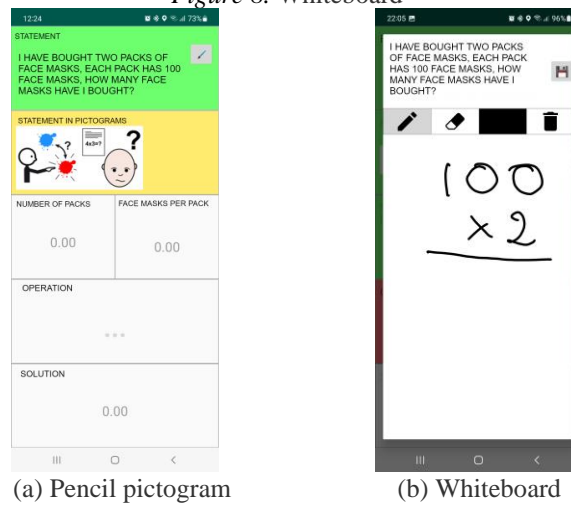 Figure 8. Whiteboard
12:24
73%
STATEMENT
I HAVE BOUGHT TWO PACKS OF
FACE MASKS, EACH PACK HAS 100
FACE MASKS, HOW MANY FACE
MASKS HAVE I BOUGHT?
STATEMENT IN PICTOGRAMS
?
4x3=?
?
NUMBER OF PACKS
FACE MASKS PER PACK
0.00
0.00
OPERATION
...
SOLUTION
0.00
(a) Pencil pictogram
22:05
96%
I HAVE BOUGHT TWO PACKS
OF FACE MASKS, EACH PACK
HAS 100 FACE MASKS, HOW
MANY FACE MASKS HAVE I
BOUGHT?
100
x 2
(b) Whiteboard